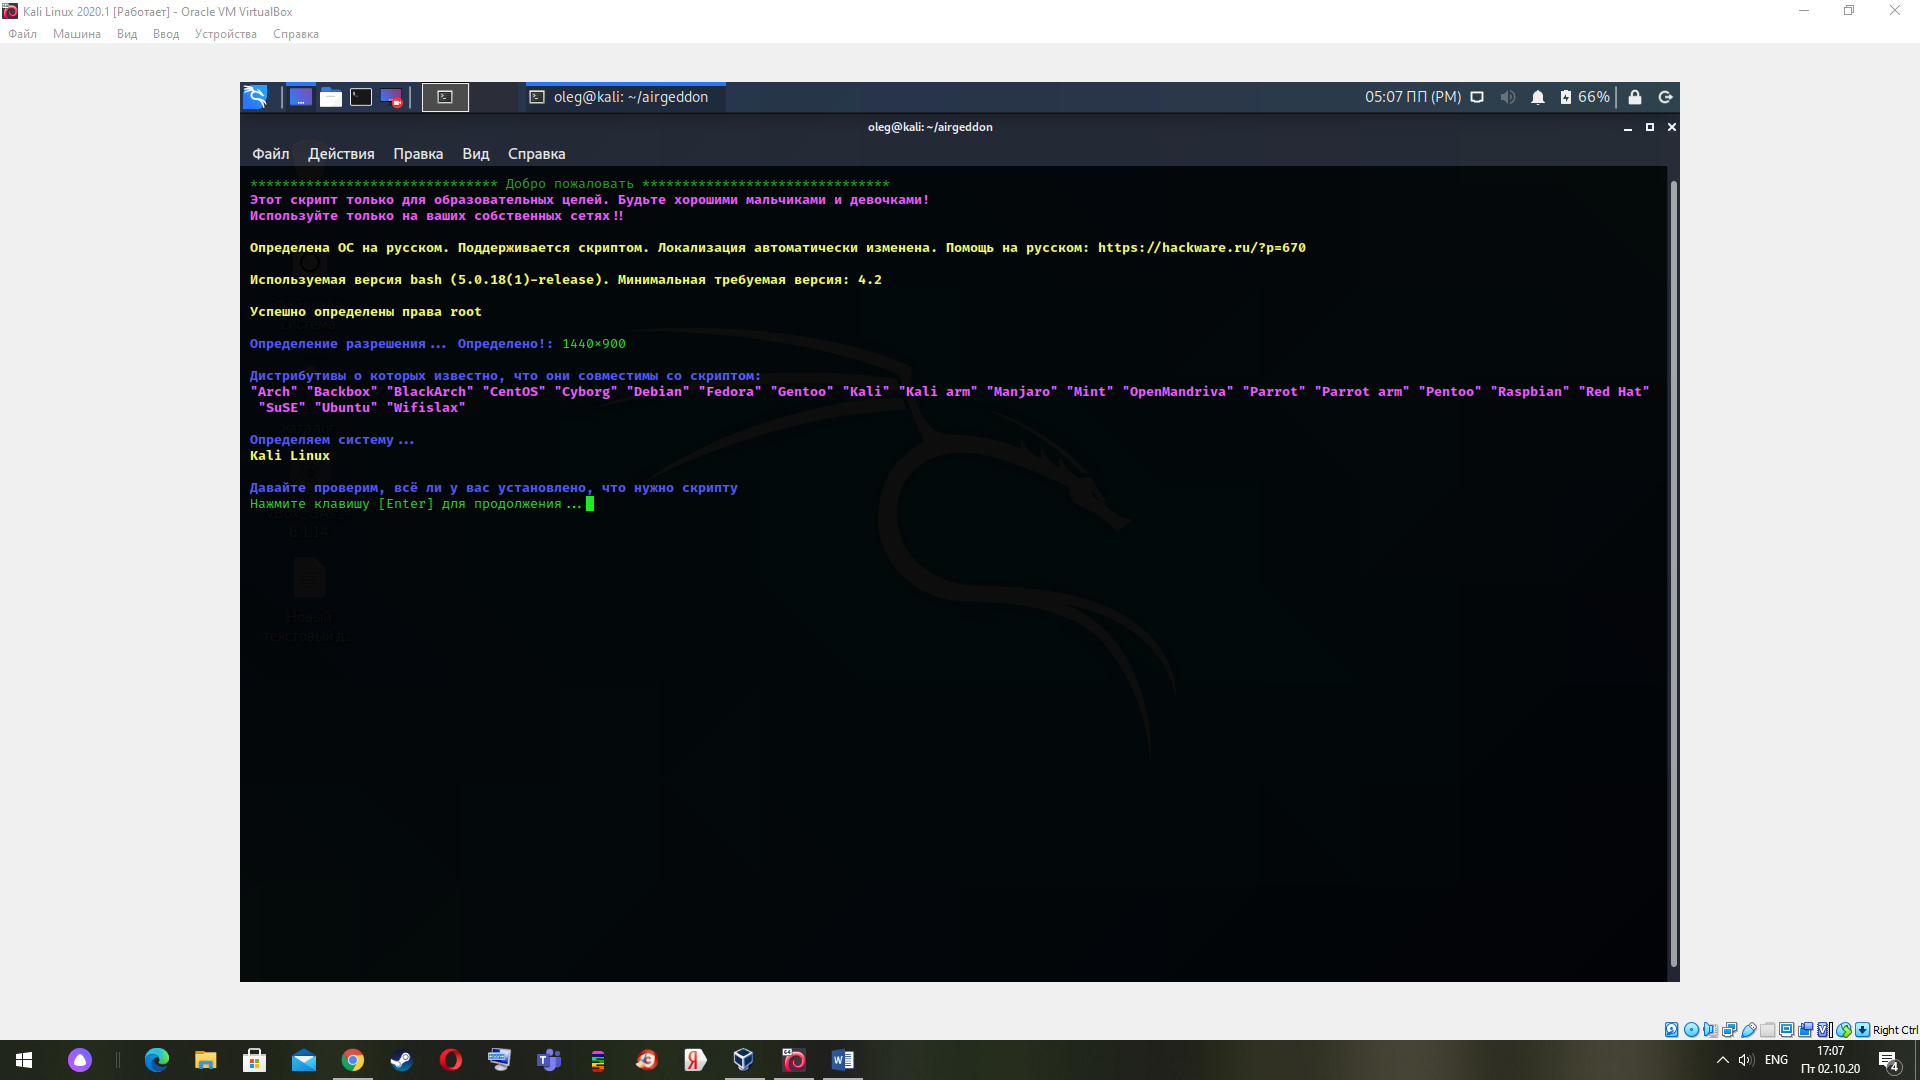 Kali Linux 2020.1 [Работает] - Oracle VM VirtualBox
Файл Машина Вид Ввод Устройства Справка
oleg@kali: ~/airgeddon
05:07 ПП (PM)
66%
oleg@kali: ~/airgeddon
Файл Действия Правка Вид Справка
******************************* Добро пожаловать *******************************
Этот скрипт только для образовательных целей. Будьте хорошими мальчиками и девочками!
Используйте только на ваших собственных сетях!!
Определена ОС на русском. Поддерживается скриптом. Локализация автоматически изменена. Помощь на русском: https://hackware.ru/?p=670
Используемая версия bash (5.0.18(1)-release). Минимальная требуемая версия: 4.2
Успешно определены права root
Определение разрешения... Определено!: 1440×900
Дистрибутивы о которых известно, что они совместимы со скриптом:
"Arch" "Backbox" "BlackArch" "CentOS" "Cyborg" "Debian" "Fedora" "Gentoo" "Kali" "Kali arm" "Manjaro" "Mint" "OpenMandriva" "Parrot" "Parrot arm" "Pentoo" "Raspbian" "Red Hat"
"SuSE" "Ubuntu" "Wifislax"
Определяем систему...
Kali Linux
Давайте проверим, всё ли у вас установлено, что нужно скрипту
Нажмите клавишу [Enter] для продолжения...
Новый
текстовый д
Right Ctrl
ENG
17:07
Пт 02.10.20
4